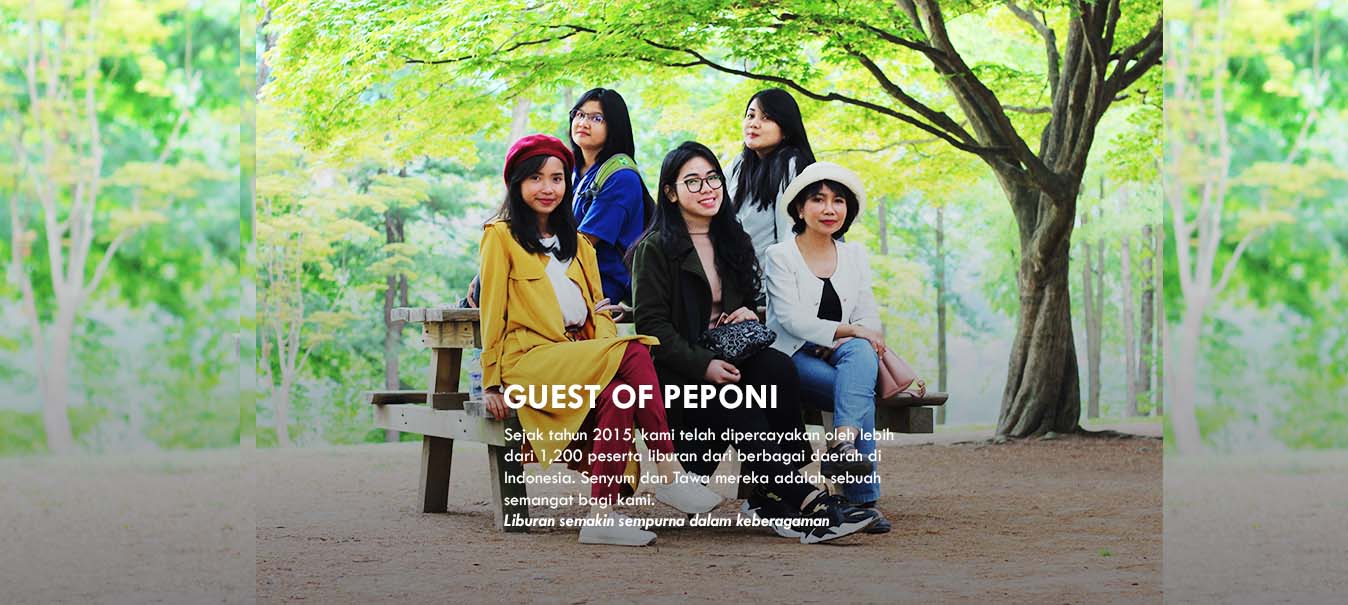 GUEST OF PEPONI
Sejak tahun 2015, kami telah dipercayakan oleh lebih
dari 1,200 peserta liburan dari berbagai daerah di
Indonesia. Senyum dan Tawa mereka adalah sebuah
semangat bagi kami.
Liburan semakin sempurna dalam keberagaman